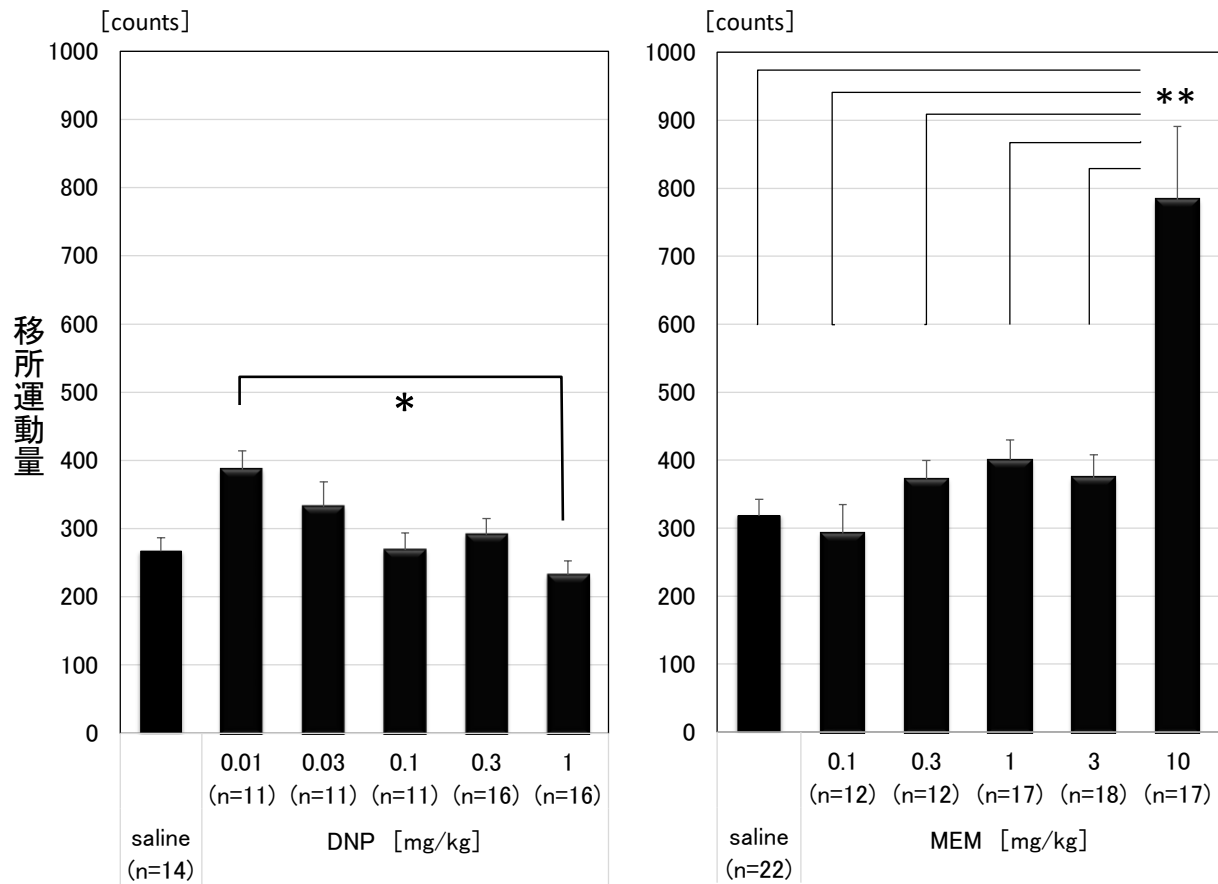 [counts]
1000
900
800
700
600
500
400
300
200
100
0
移所運動量
*
0.01 0.03 0.1 0.3 1
(n=11) (n=11) (n=11) (n=16) (n=16)
saline
(n=14)
DNP [mg/kg]
[counts]
1000
900
800
700
600
500
400
300
200
100
0
**
0.1 0.3 1 3 10
(n=12) (n=12) (n=17) (n=18) (n=17)
saline
(n=22)
MEM [mg/kg]